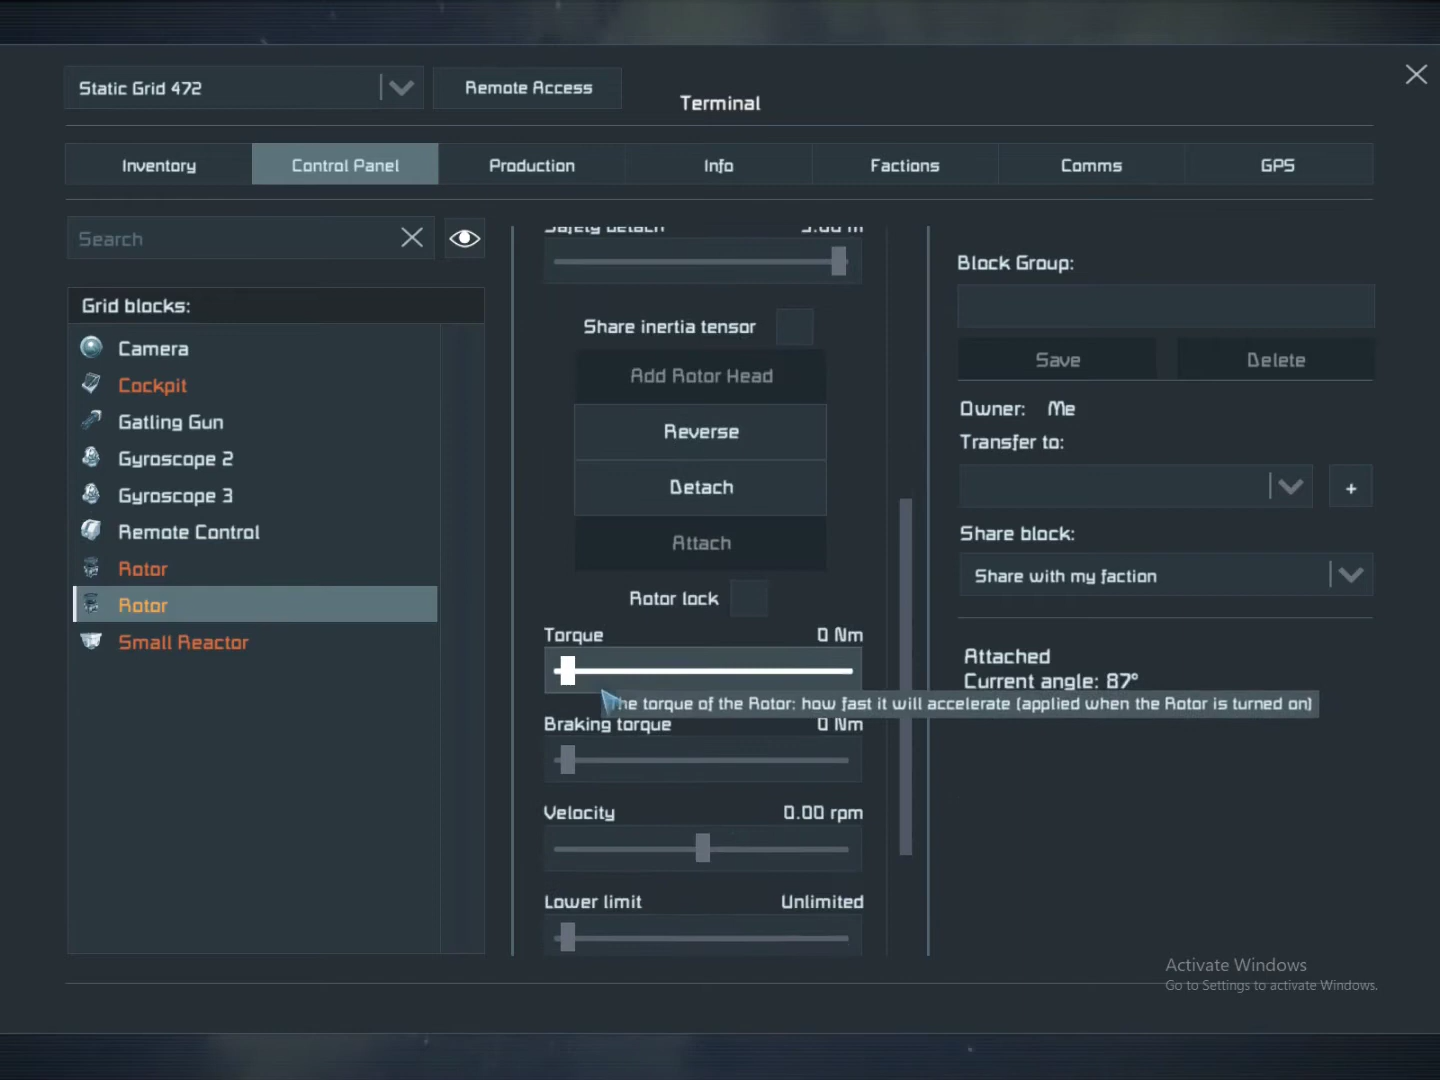 Static Grid 472
Remote Access
Terminal
Inventory
Control Panel
Production
Info
Factions
Comms
GPS
Search
Grid blocks:
Camera
Cockpit
Gatling Gun
Gyroscope 2
Gyroscope 3
Remote Control
Rotor
Rotor
Small Reactor
Safely detach
Share inertia tensor
Add Rotor Head
Reverse
Detach
Attach
Rotor lock
Torque 0 Nm
The torque of the Rotor: how fast it will accelerate (applied when the Rotor is turned on)
Braking torque 0 Nm
Velocity 0.00 rpm
Lower limit Unlimited
Block Group:
Save
Delete
Owner: Me
Transfer to:
+
Share block:
Share with my faction
Attached
Current angle: 87°
Activate Windows
Go to Settings to activate Windows.